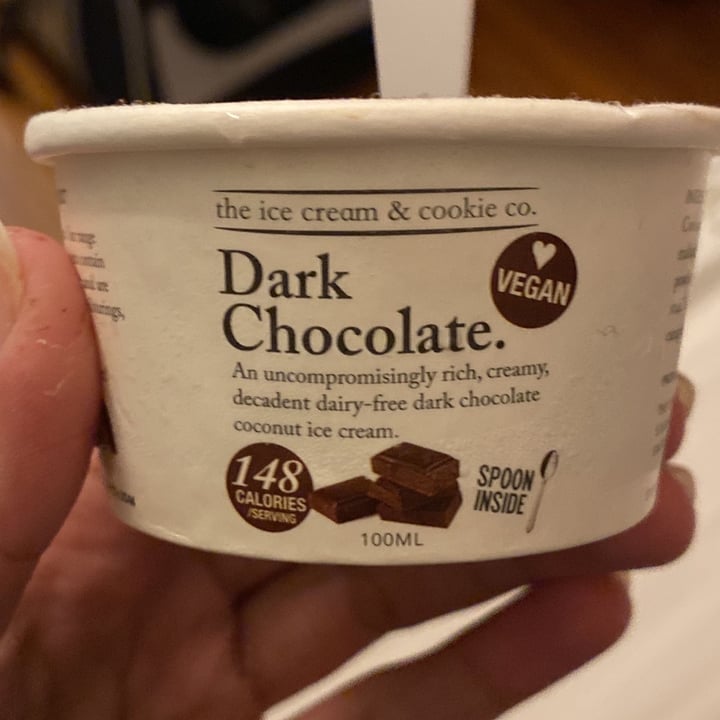 the ice cream & cookie co.
Dark
Chocolate.
VEGAN
An uncompromisingly rich, creamy,
decadent dairy-free dark chocolate
coconut ice cream.
148
CALORIES
/SERVING
SPOON
INSIDE
100ML